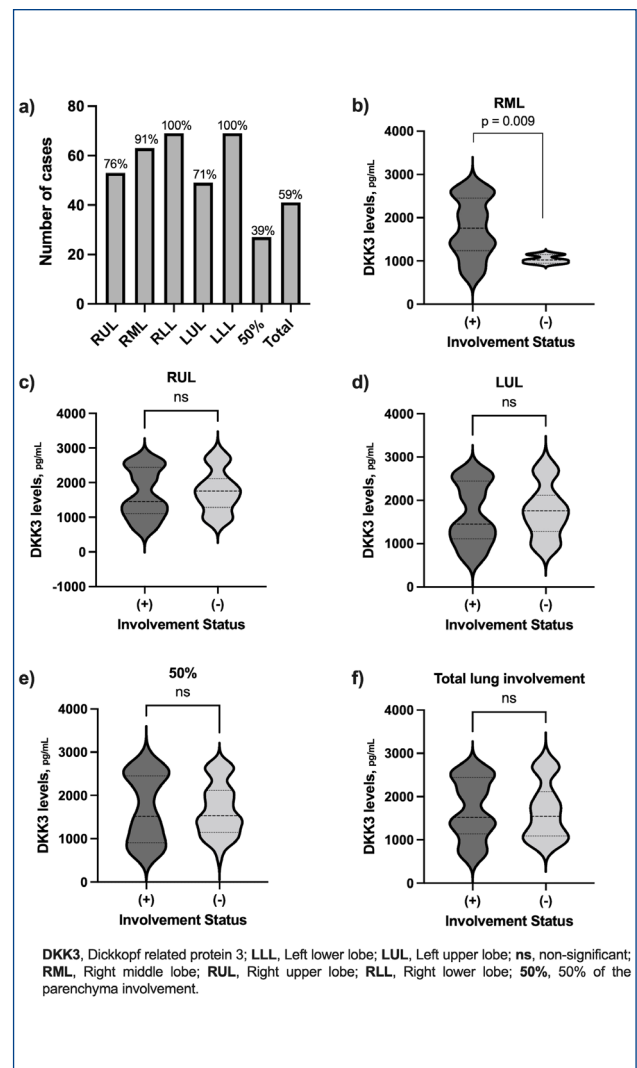 a)
80
60
40
20
0
Number of cases
76%
91%
100%
71%
100%
39%
59%
RUL
RML
RLL
LUL
LLL
50%
Total
b)
RML
p = 0.009
4000
3000
2000
1000
0
DKK3 levels, pg/mL
(+)
(-)
Involvement Status
c)
RUL
ns
4000
3000
2000
1000
0
-1000
DKK3 levels, pg/mL
(+)
(-)
Involvement Status
d)
LUL
ns
4000
3000
2000
1000
0
DKK3 levels, pg/mL
(+)
(-)
Involvement Status
e)
50%
ns
4000
3000
2000
1000
0
DKK3 levels, pg/mL
(+)
(-)
Involvement Status
f)
Total lung involvement
ns
4000
3000
2000
1000
0
DKK3 levels, pg/mL
(+)
(-)
Involvement Status
DKK3, Dickkopf related protein 3; LLL, Left lower lobe; LUL, Left upper lobe; ns, non-significant;
RML, Right middle lobe; RUL, Right upper lobe; RLL, Right lower lobe; 50%, 50% of the
parenchyma involvement.